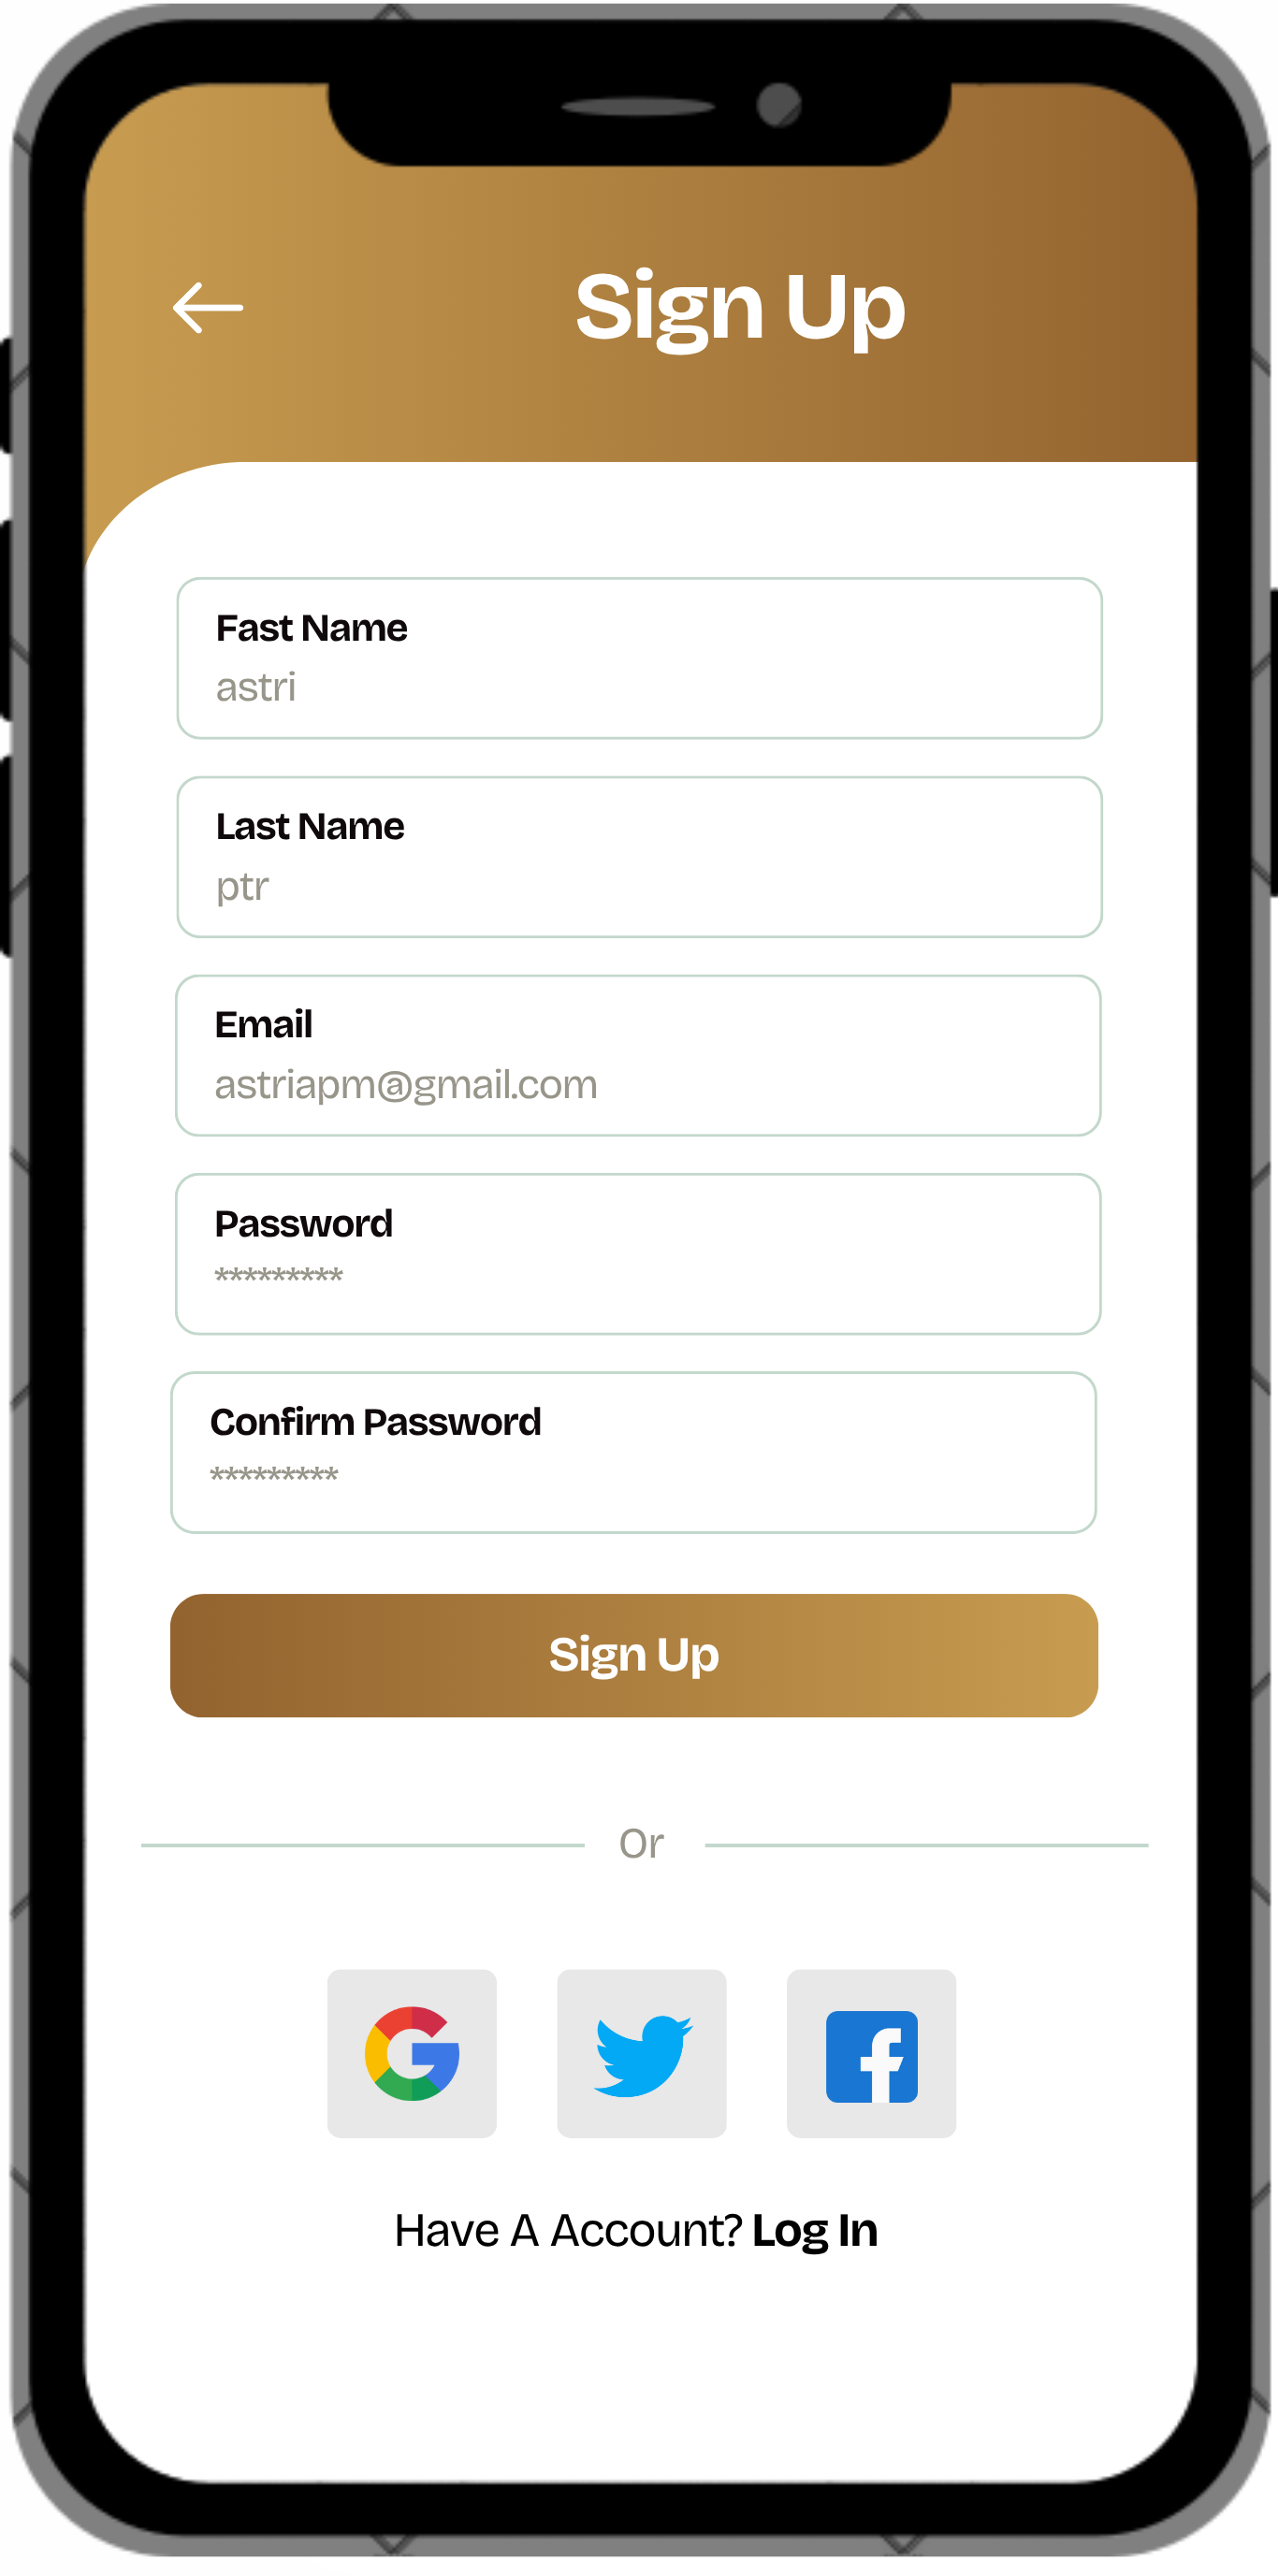 Sign Up
Fast Name
astri
Last Name
ptr
Email
astriapm@gmail.com
Password
*********
Confirm Password
*********
Sign Up
Or
Have A Account? Log In